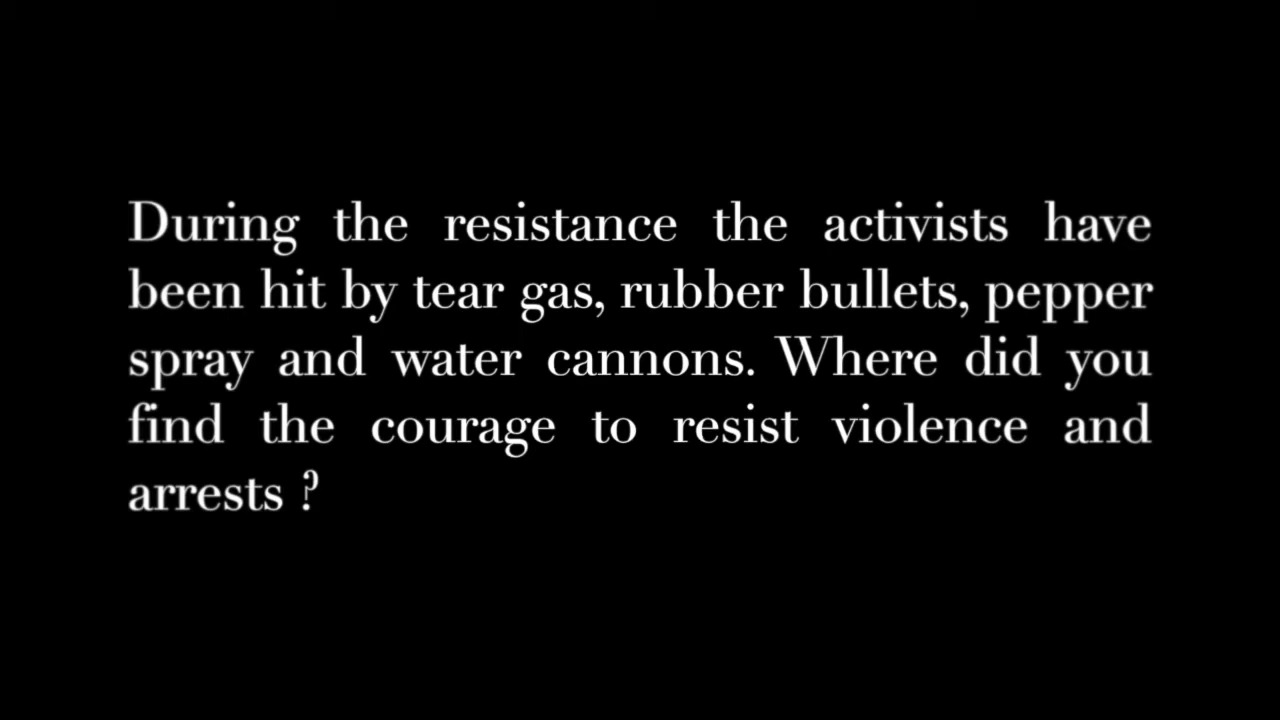 During the resistance the activists have
been hit by tear gas, rubber bullets, pepper
spray and water cannons. Where did you
find the courage to resist violence and
arrests ?